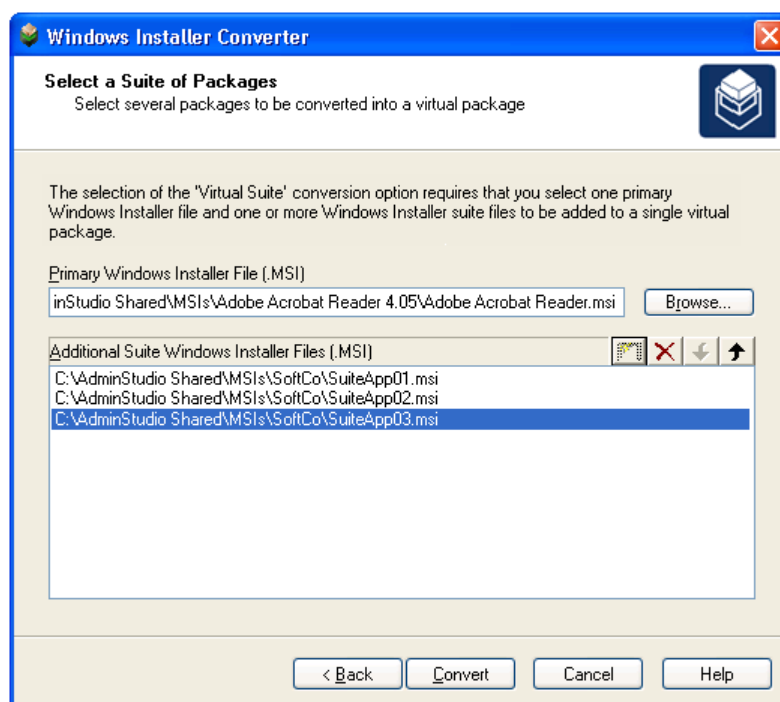 Windows Installer Converter
Select a Suite of Packages
Select several packages to be converted into a virtual package
The selection of the 'Virtual Suite' conversion option requires that you select one primary
Windows Installer file and one or more Windows Installer suite files to be added to a single virtual
package.
Primary Windows Installer File (.MSI)
inStudio Shared\MSIs\Adobe Acrobat Reader 4.05\Adobe Acrobat Reader.msi
Browse...
Additional Suite Windows Installer Files (.MSI)
C:\AdminStudio Shared\MSIs\SoftCo\SuiteApp01.msi
C:\AdminStudio Shared\MSIs\SoftCo\SuiteApp02.msi
C:\AdminStudio Shared\MSIs\SoftCo\SuiteApp03.msi
< Back
Convert
Cancel
Help